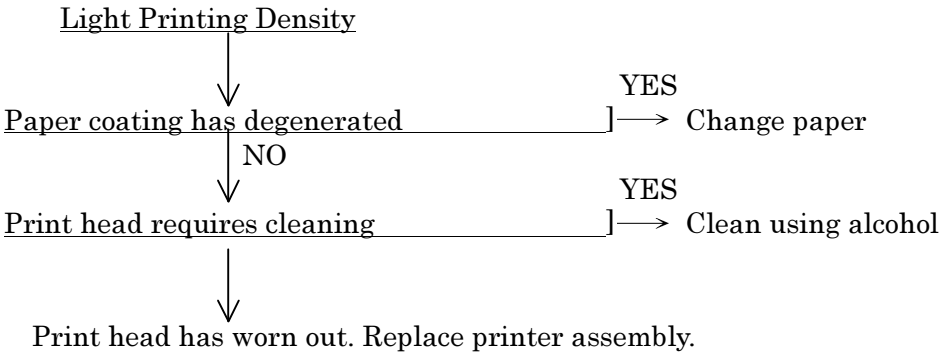 Light Printing Density
YES
Paper coating has degenerated ] Change paper
NO
YES
Print head requires cleaning ] Clean using alcohol
Print head has worn out. Replace printer assembly.